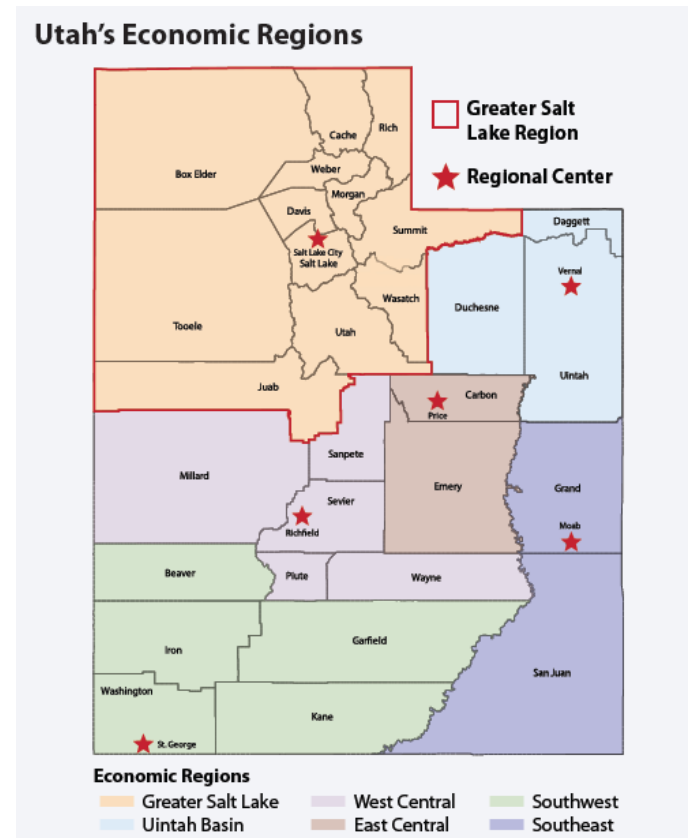 Utah's Economic Regions
Greater Salt
Lake Region
Regional Center
Cache
Rich
Box Elder
Weber
Morgan
Davis
Summit
Daggett
Salt Lake City
Salt Lake
Vernal
Wasatch
Duchesne
Tooele
Utah
Uintah
Juab
Carbon
Price
Sanpete
Millard
Emery
Grand
Sevier
Richfield
Moab
Beaver
Piute
Wayne
Garfield
Iron
San Juan
Washington
Kane
St. George
Economic Regions
Greater Salt Lake
West Central
Southwest
Uintah Basin
East Central
Southeast